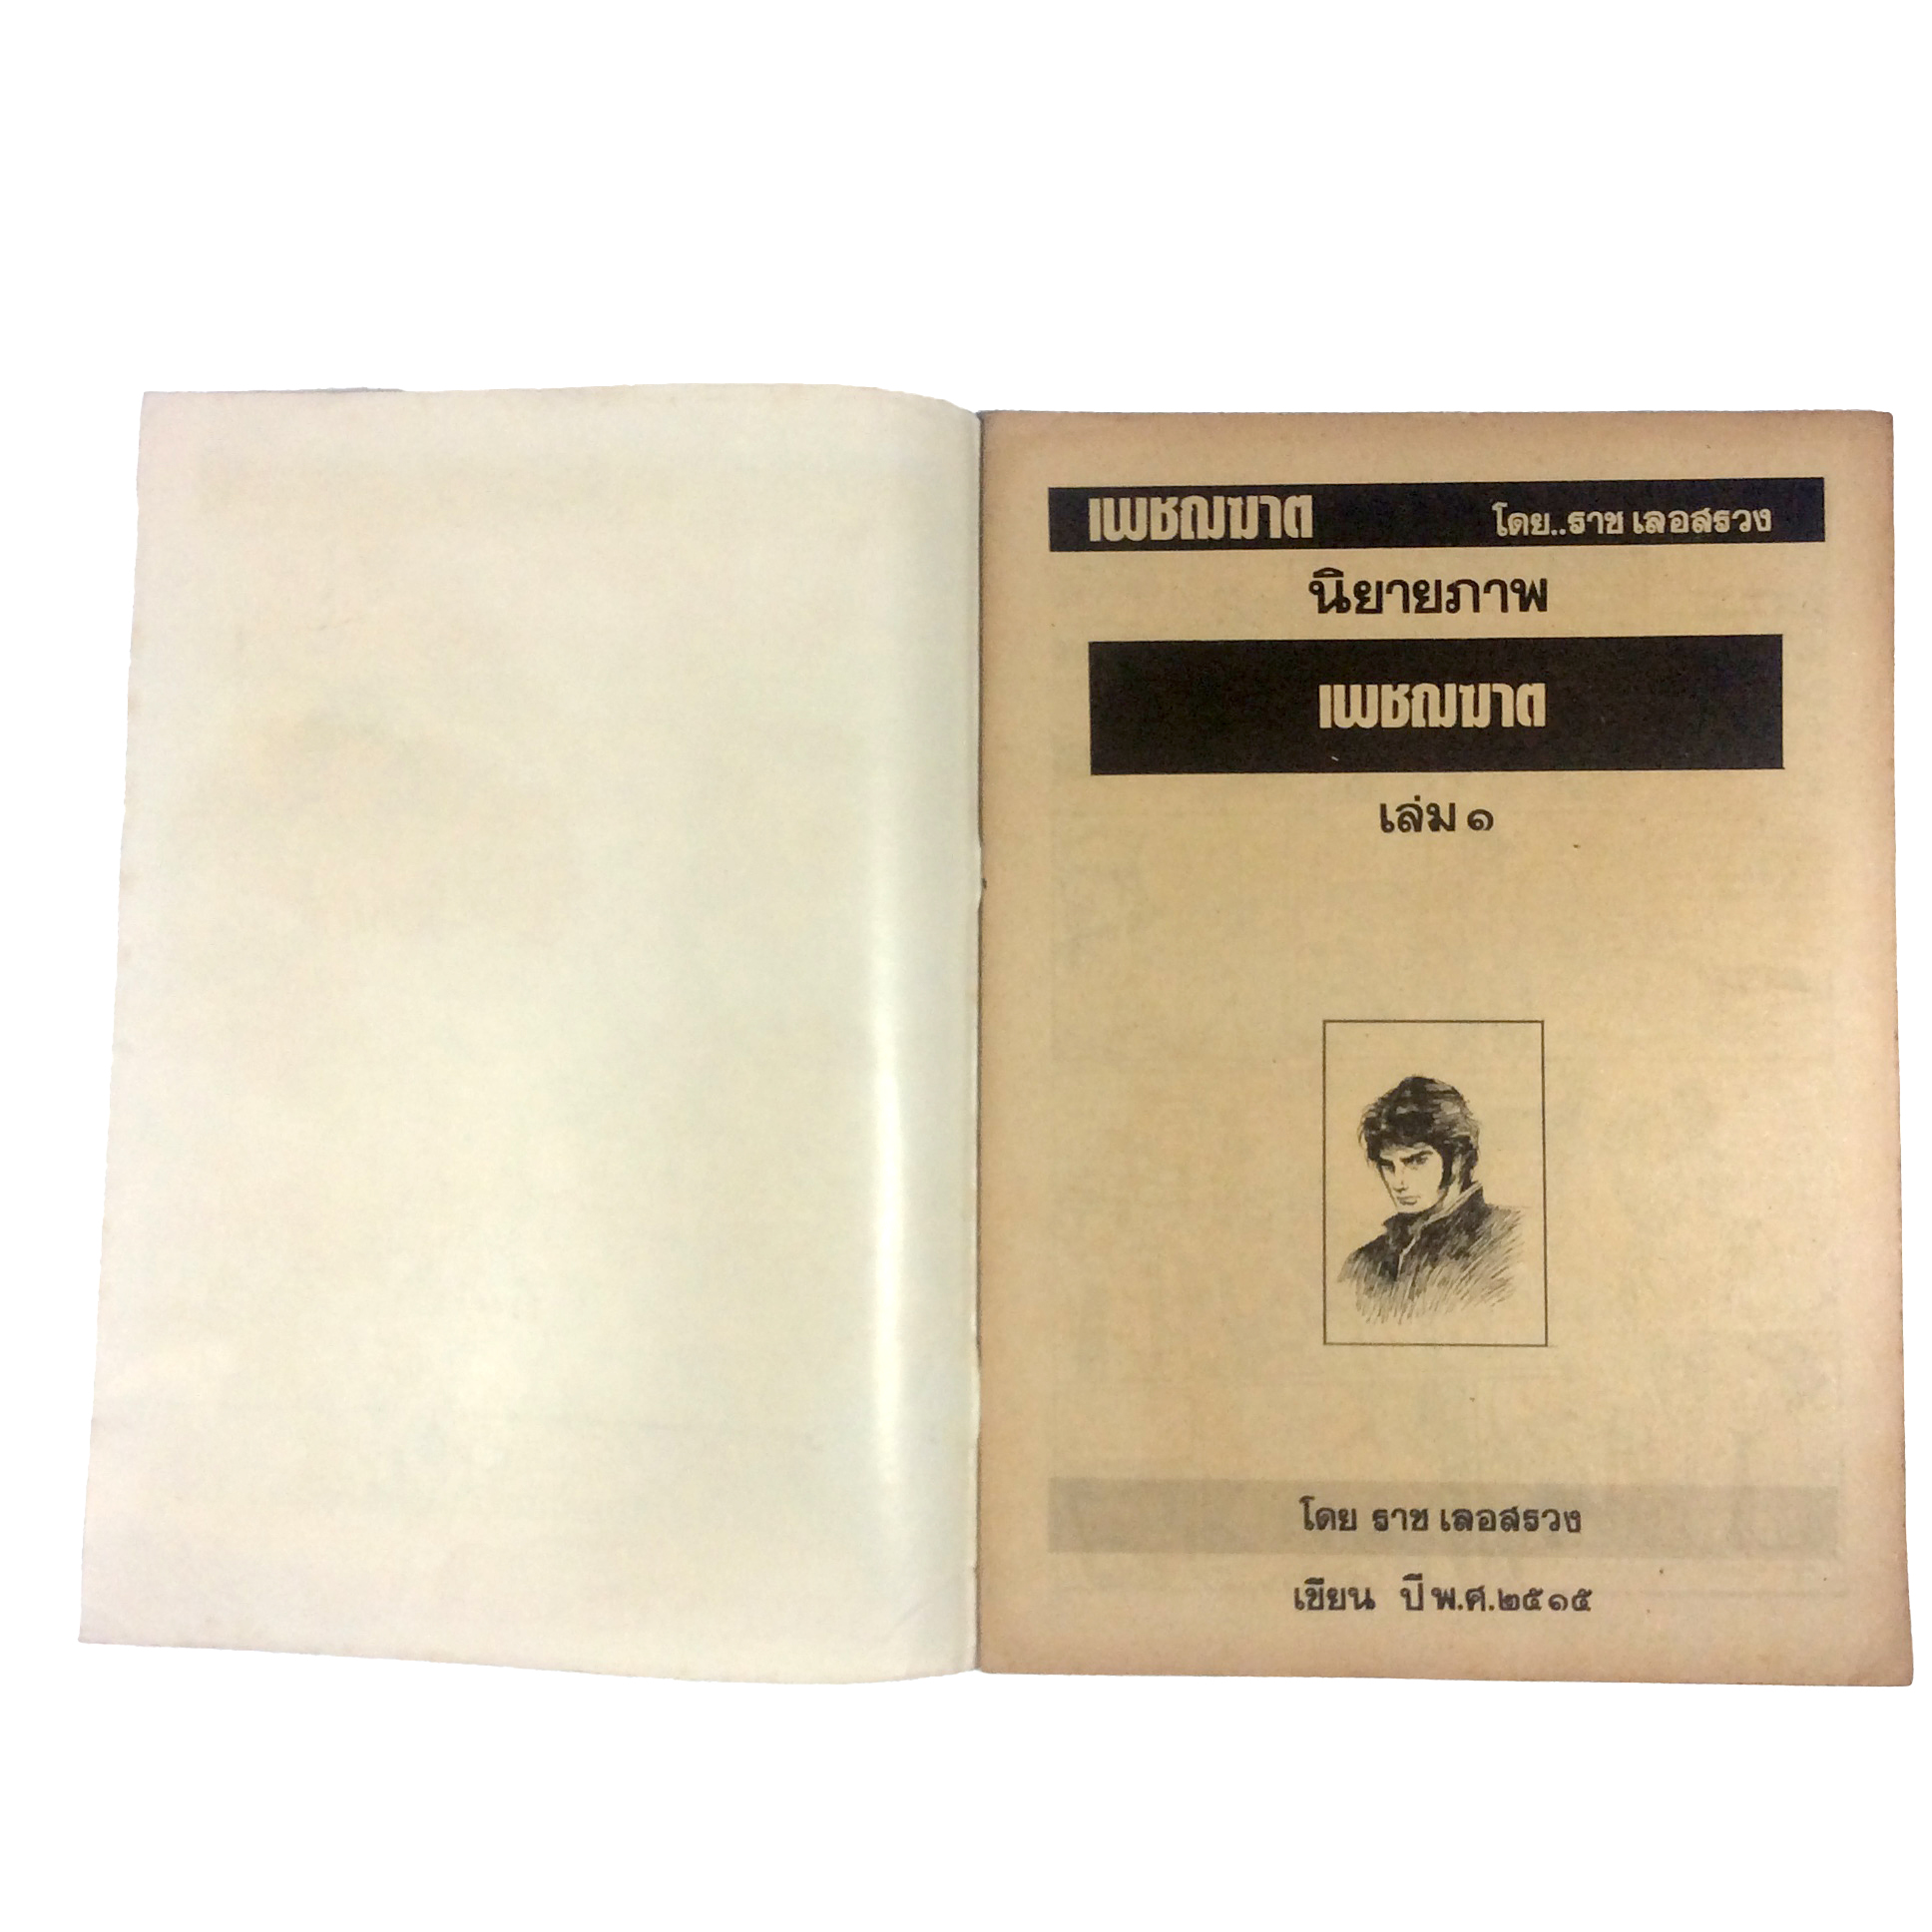 เพชฌฆาต โดย..ราช เลอสรวง
นิยายภาพ
เพชฌฆาต
เล่ม ๑
โดย ราช เลอสรวง
เขียน ปี พ.ศ.๒๕๑๕